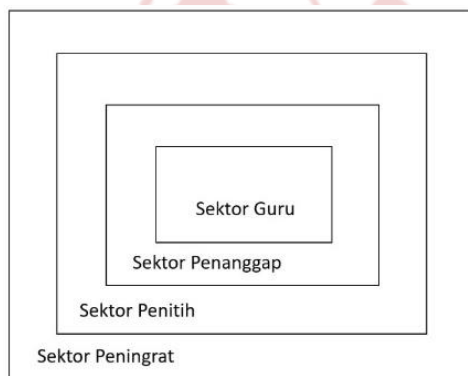 Sektor Guru
Sektor Penanggap
Sektor Penitih
Sektor Peningrat